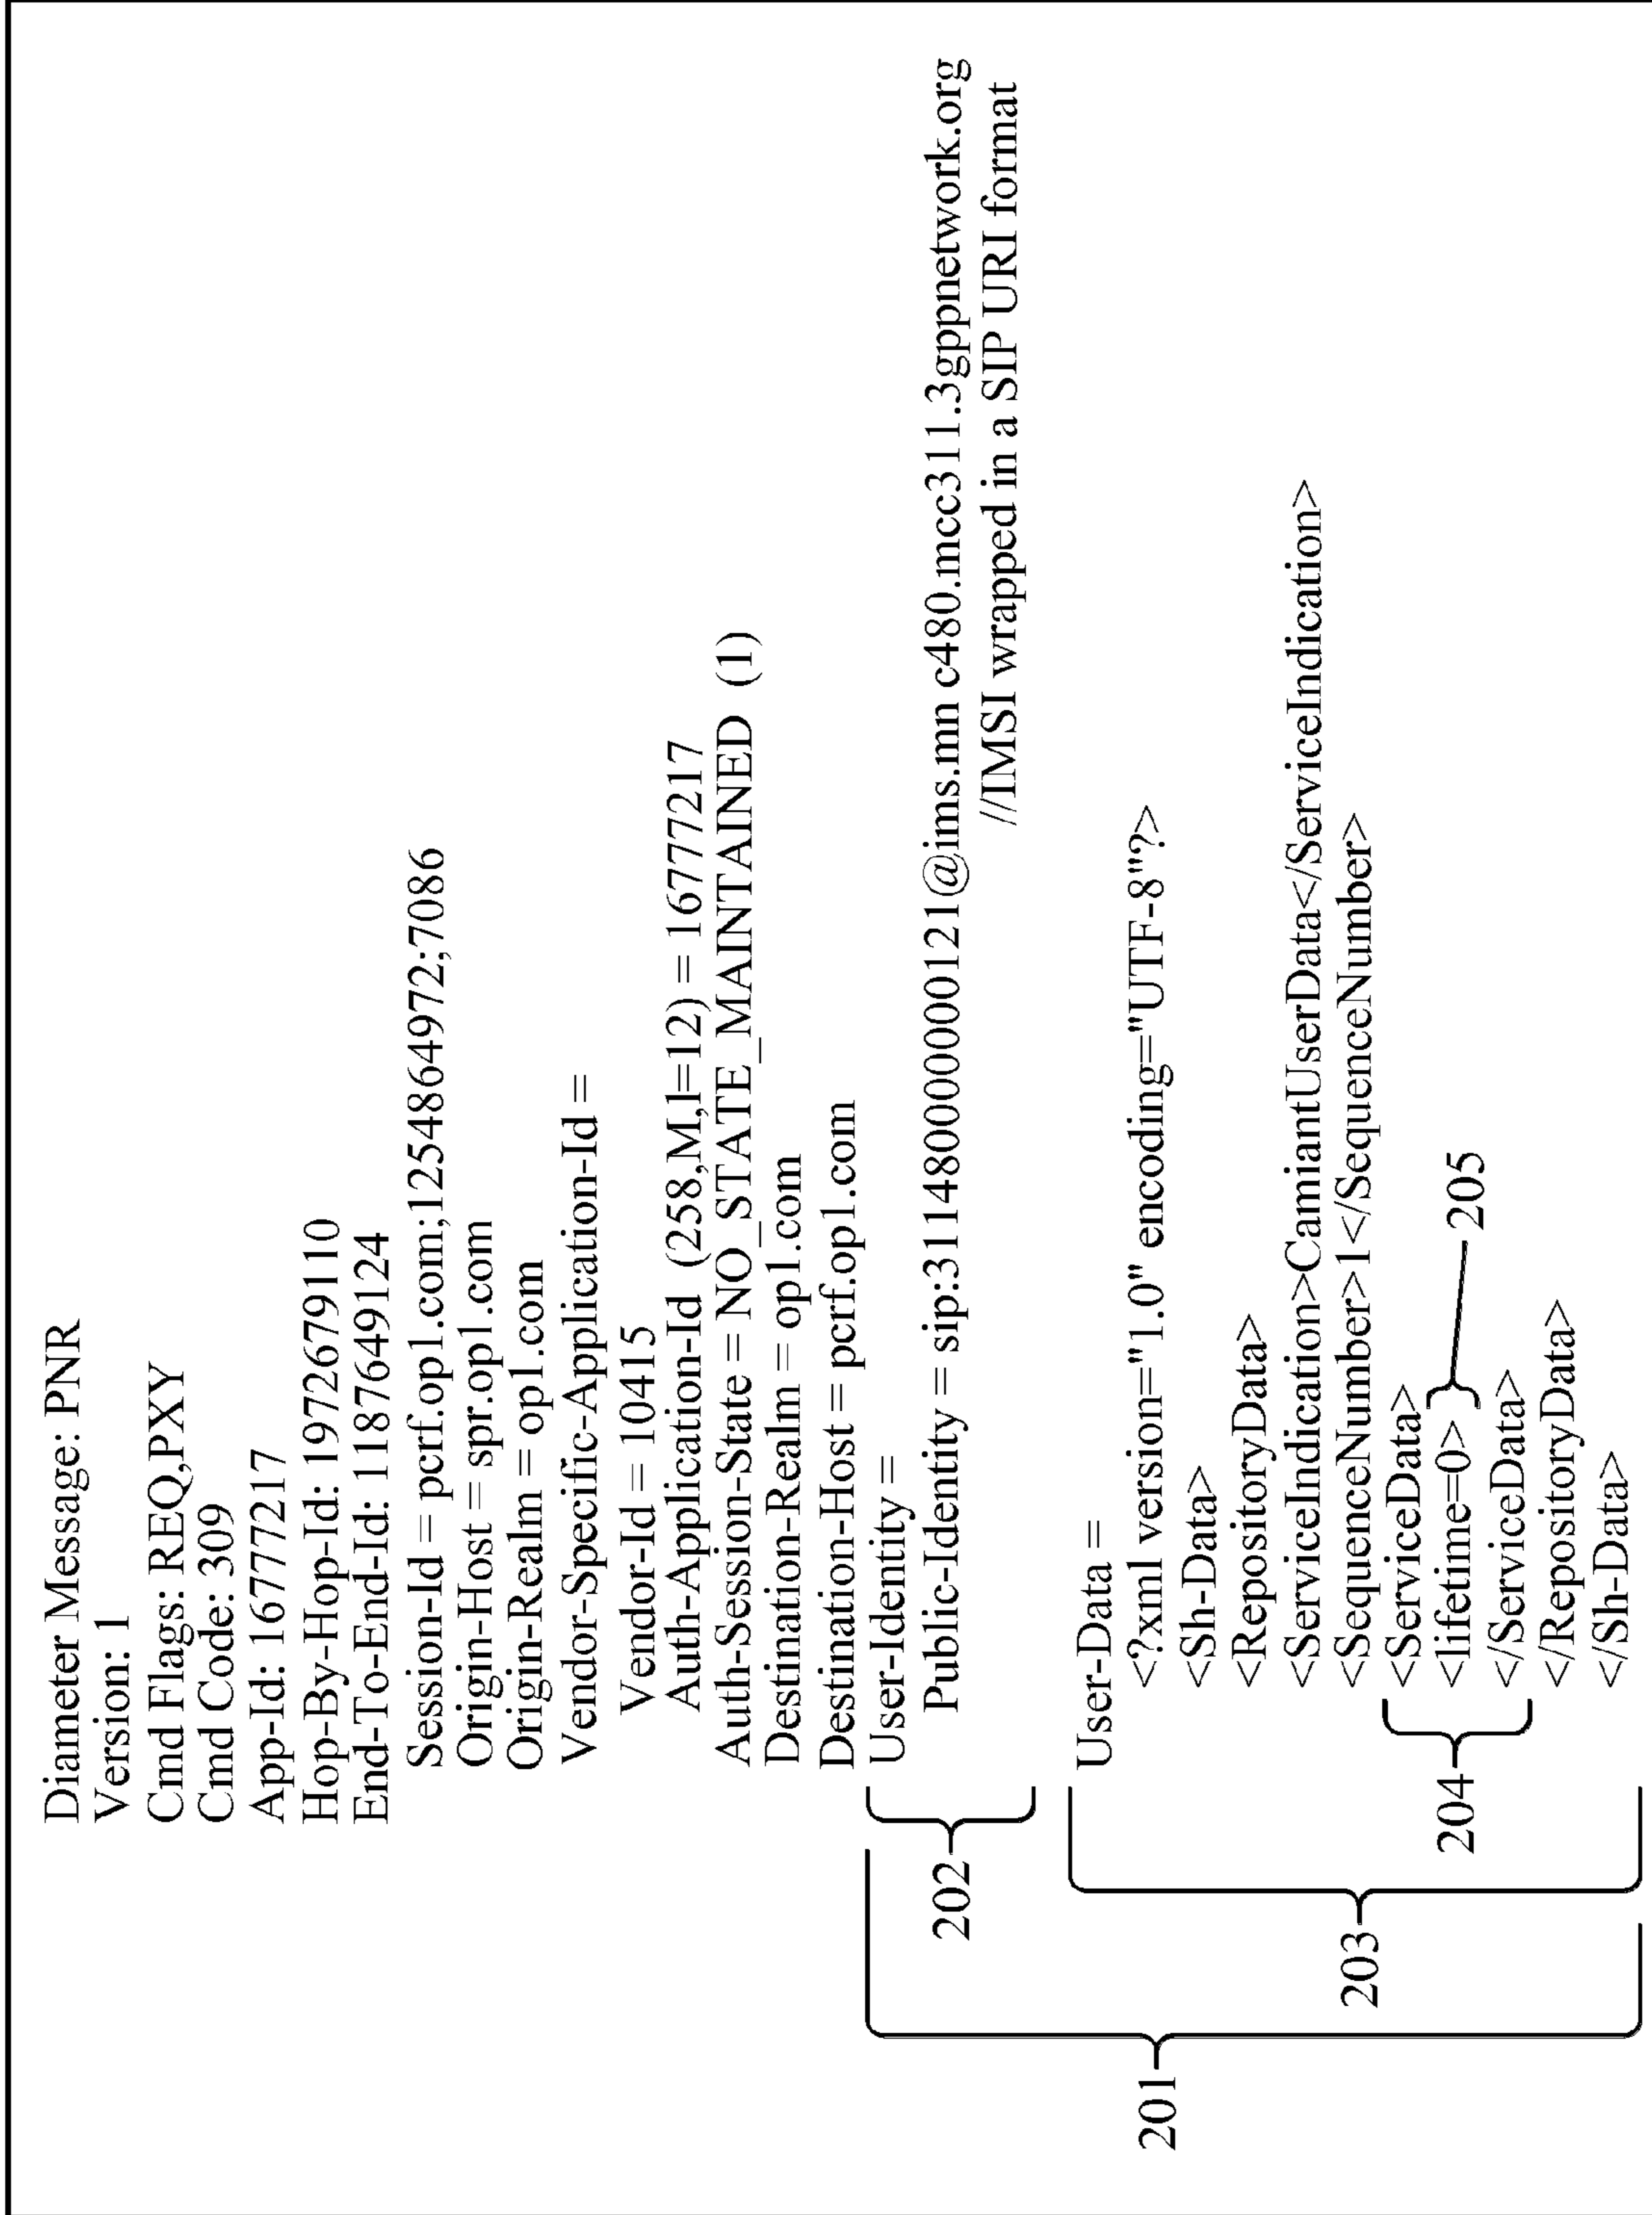 Diameter Message: PNR
Version: 1
Cmd Flags: REQ,PXY
Cmd Code: 309
App-Id: 16777217
Hop-By-Hop-Id: 1972679110
End-To-End-Id: 1187649124
Session-Id = pcrf.op1.com;1254864972;7086
Origin-Host = spr.op1.com
Origin-Realm = op1.com
Vendor-Specific-Application-Id =
Vendor-Id = 10415
Auth-Application-Id (258,M,l=12) = 16777217
Auth-Session-State = NO_STATE_MAINTAINED (1)
Destination-Realm = op1.com
Destination-Host = pcrf.op1.com
User-Identity =
Public-Identity = sip:311480000000121@ims.mn c480.mcc311.3gppnetwork.org
//IMSI wrapped in a SIP URI format
User-Data =
<?xml version="1.0" encoding="UTF-8"?>
<Sh-Data>
<RepositoryData>
<ServiceIndication>CamiantUserData</ServiceIndication>
<SequenceNumber>1</SequenceNumber>
<ServiceData>
<lifetime=0>
</ServiceData>
</RepositoryData>
</Sh-Data>
201
202
203
204
205